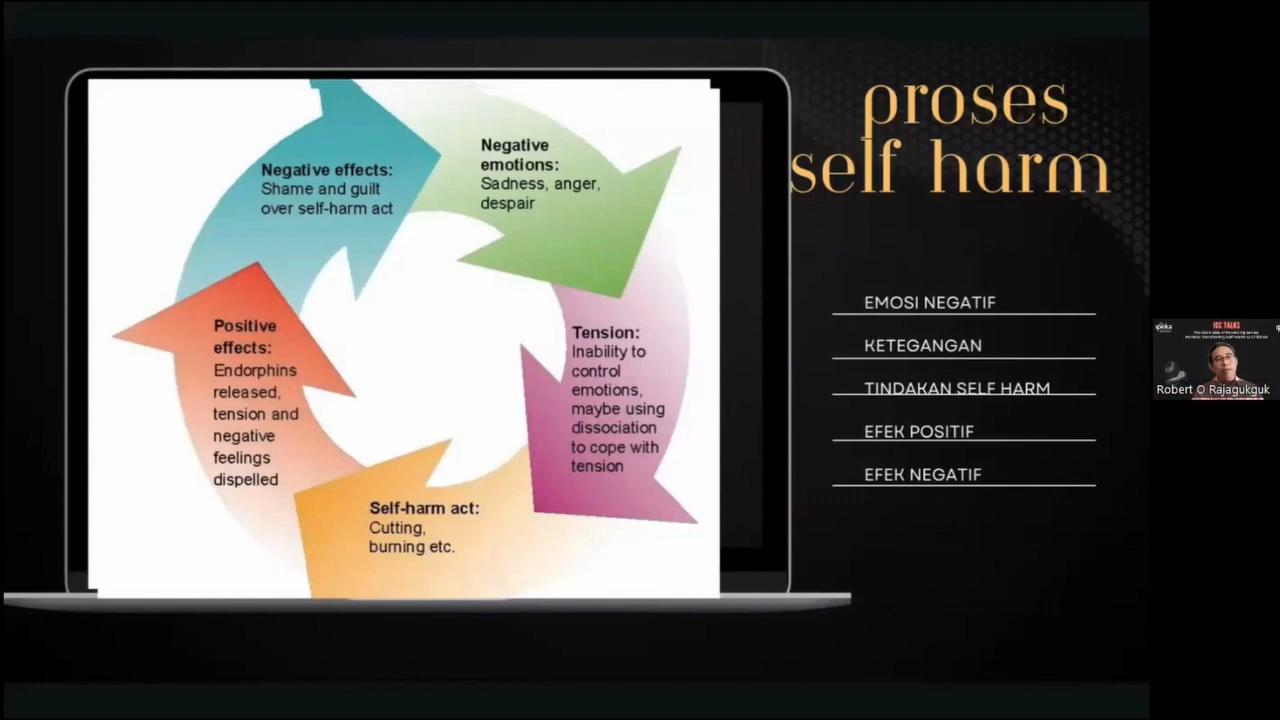 proses
self harm
Negative effects:
Shame and guilt
over self-harm act
Negative
emotions:
Sadness, anger,
despair
Tension:
Inability to
control
emotions,
maybe using
dissociation
to cope with
tension
Self-harm act:
Cutting,
burning etc.
Positive
effects:
Endorphins
released,
tension and
negative
feelings
dispelled
EMOSI NEGATIF
KETEGANGAN
TINDAKAN SELF HARM
EFEK POSITIF
EFEK NEGATIF
ICC TALKS
Robert O Rajagukguk